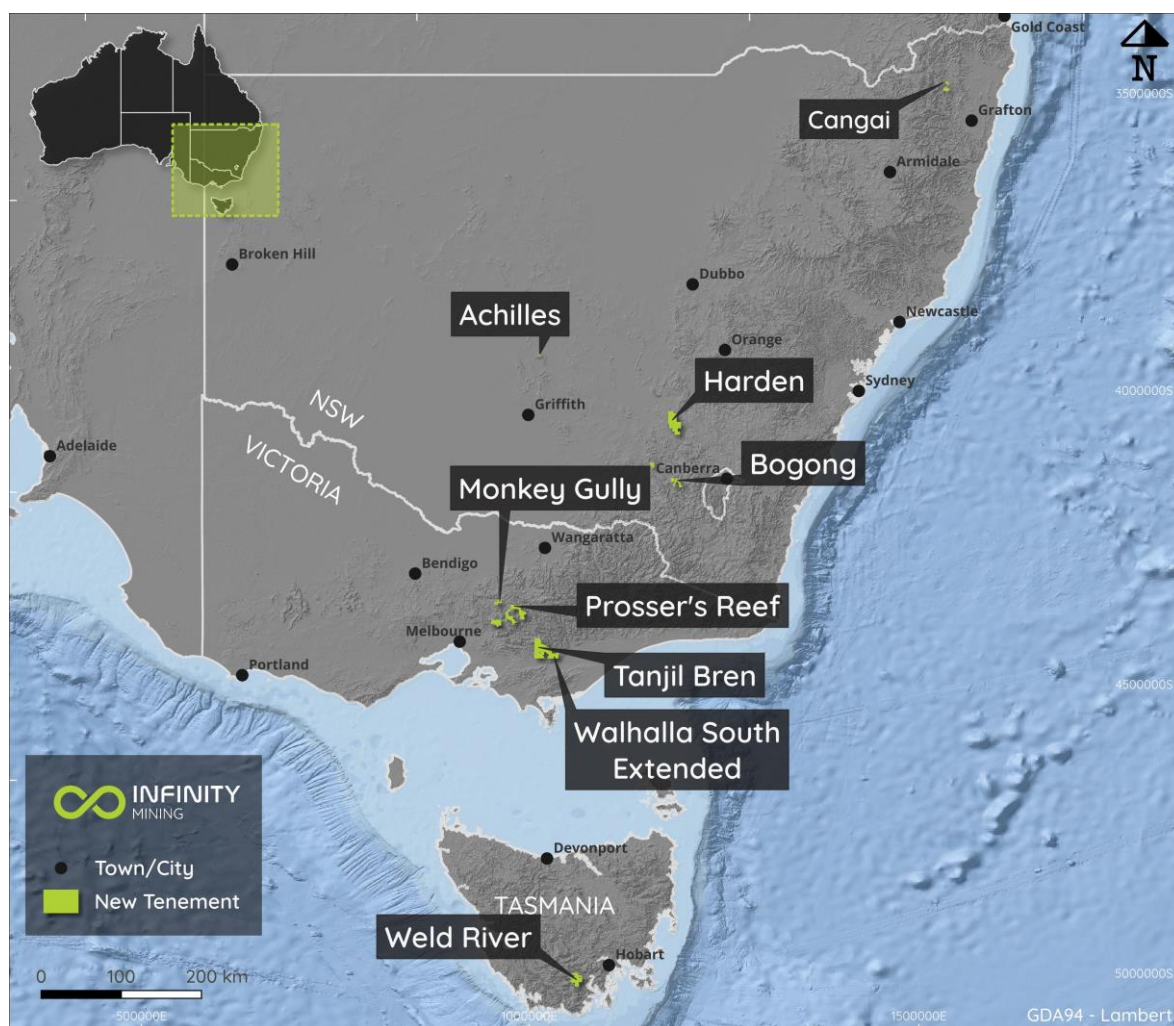 Gold Coast
N
3500000S
Cangai
Grafton
Armidale
Broken Hill
Dubbo
Achilles
Newcastle
Orange
Harden
Sydney
4000000S
NSW
Griffith
Adelaide
VICTORIA
Canberra
Bogong
Monkey Gully
Wangaratta
Bendigo
Prosser's Reef
Melbourne
Portland
Tanjil Bren
4500000S
Walhalla South
Extended
INFINITY
MINING
Devonport
Town/City
New Tenement
TASMANIA
Weld River
Hobart
0 100 200 km
5000000S
500000E
1000000E
1500000E
GDA94 - Lambert